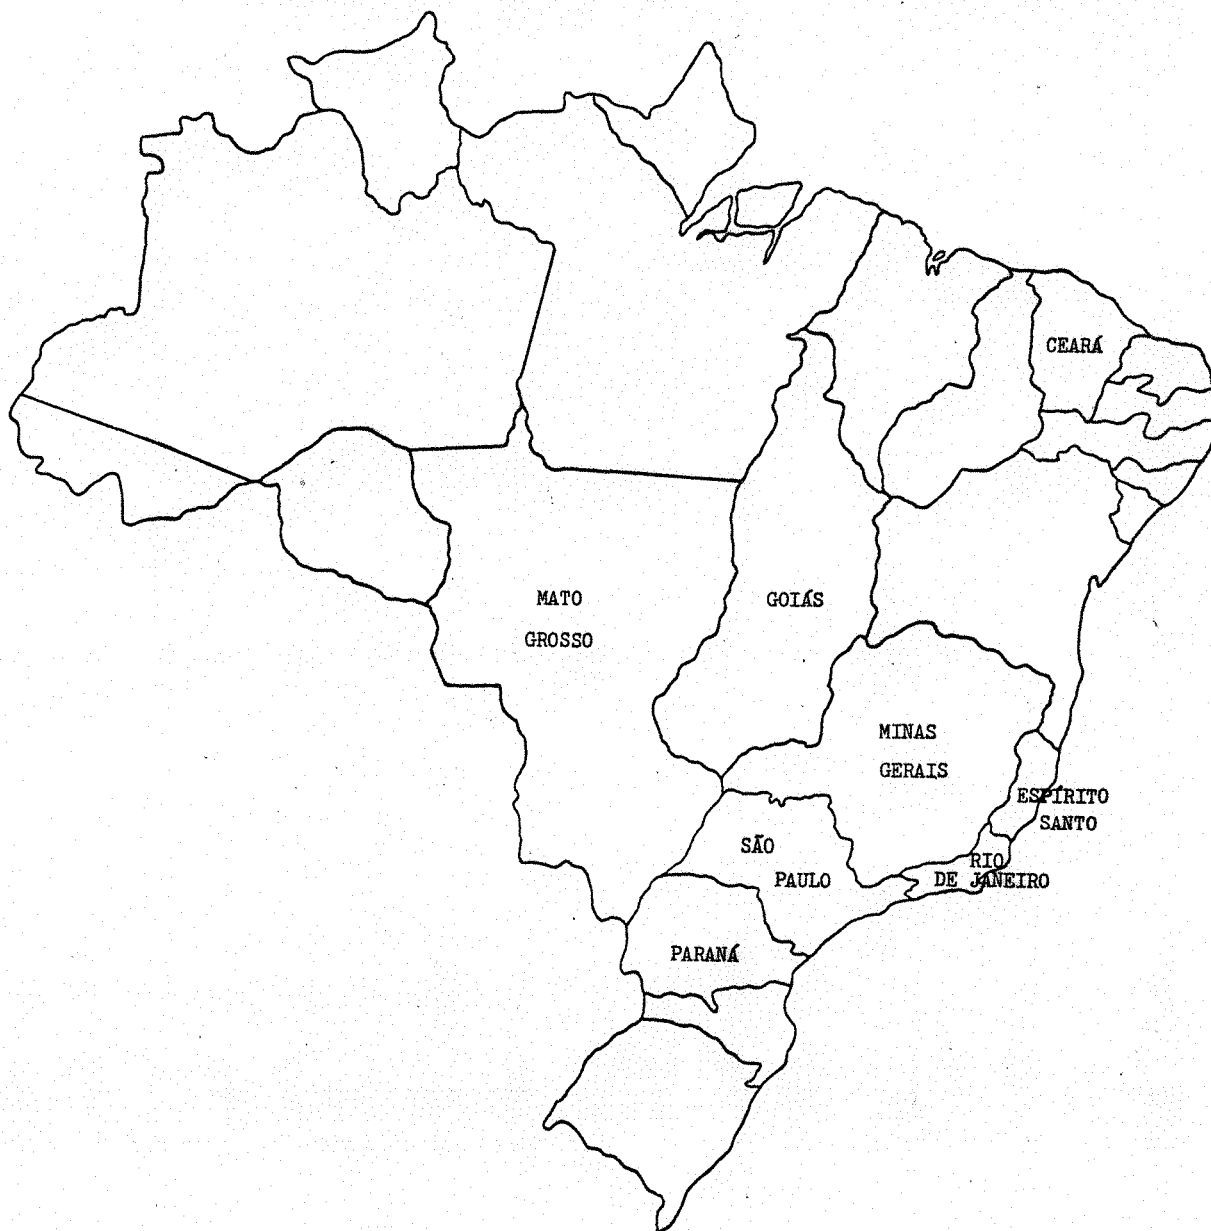 CEARÁ
MATO
GROSSO
GOIÁS
MINAS
GERAIS
ESPÍRITO
SANTO
SÃO
PAULO
RIO
DE JANEIRO
PARANÁ